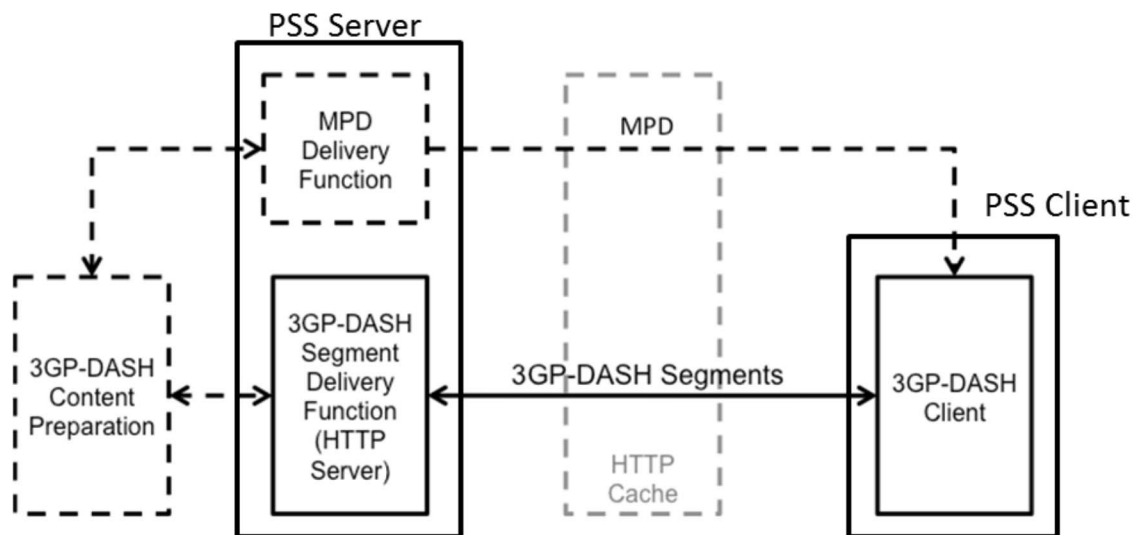 PSS Server
MPD
Delivery
Function
MPD
PSS Client
3GP-DASH
Content
Preparation
3GP-DASH
Segment
Delivery
Function
(HTTP
Server)
3GP-DASH Segments
HTTP
Cache
3GP-DASH
Client